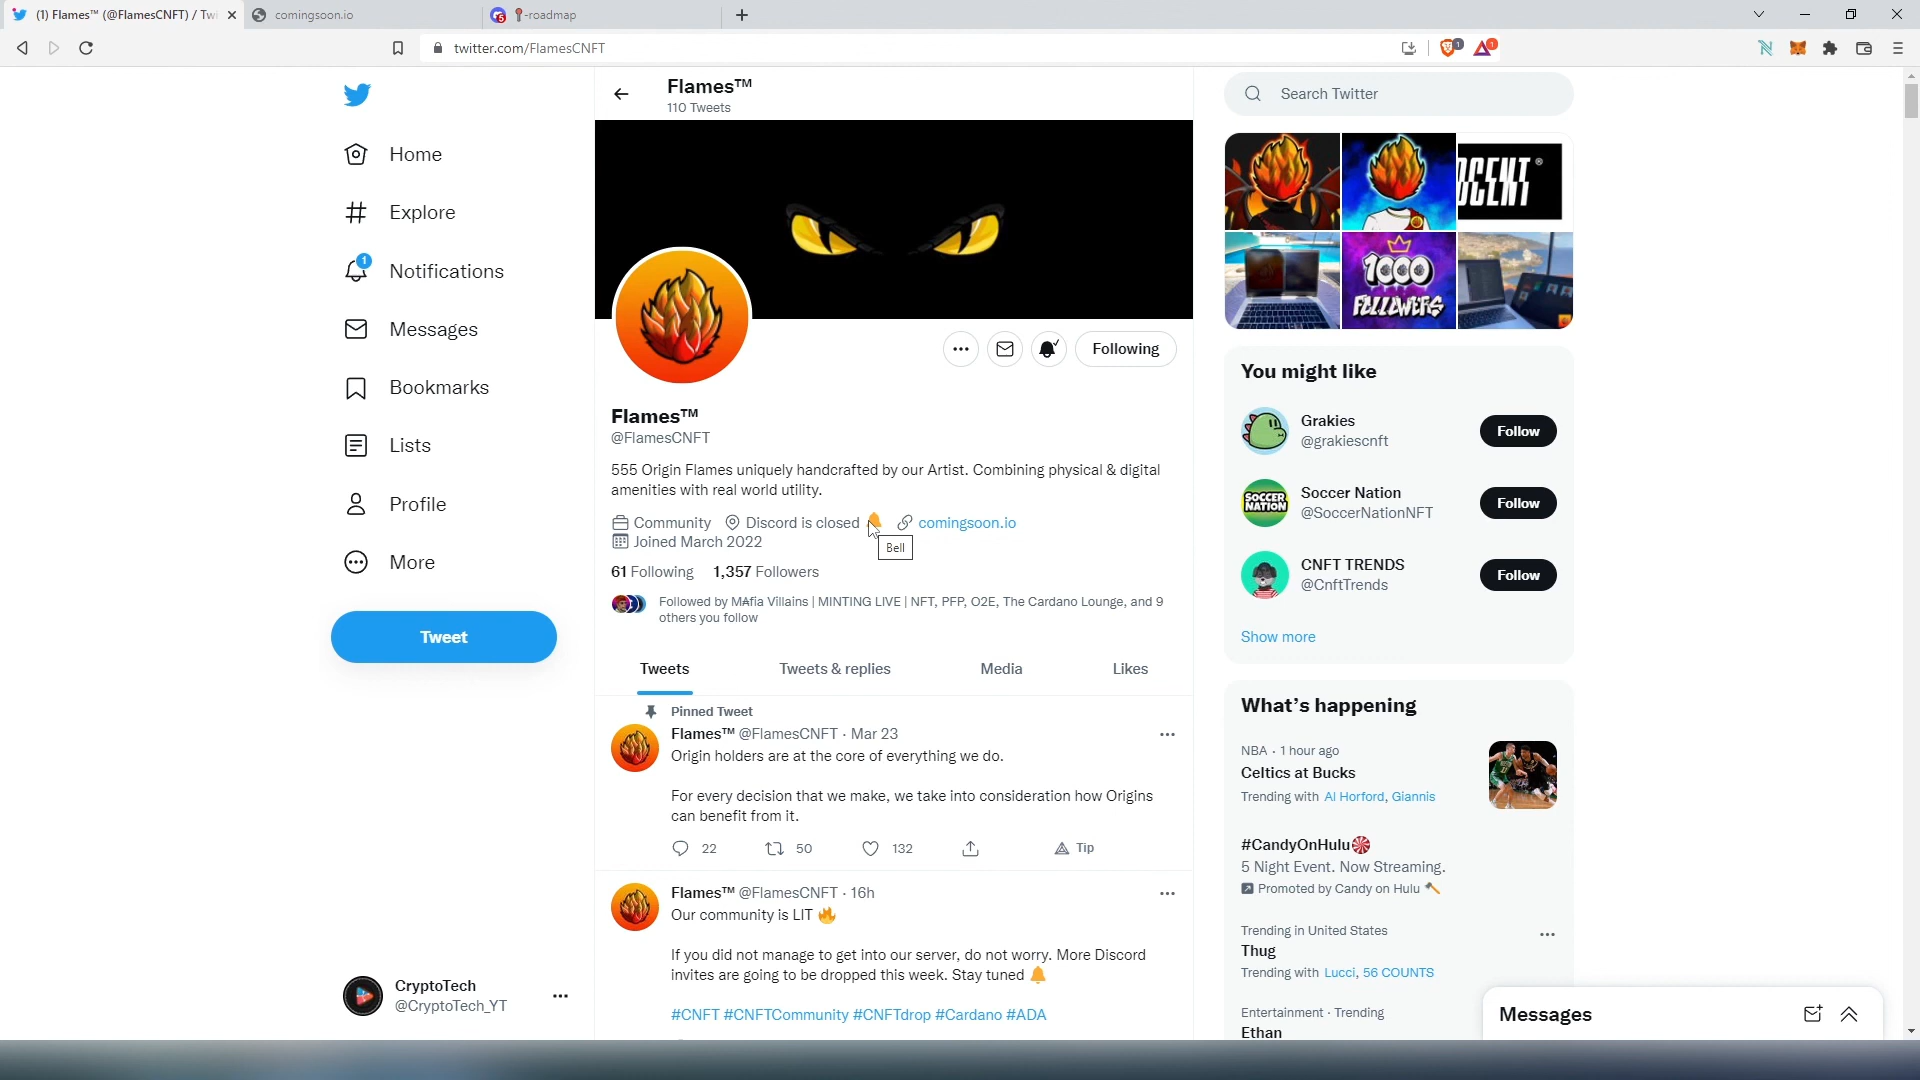 (1) Flames™ (@FlamesCNFT) / Twi
comingsoon.io
5
-roadmap
twitter.com/FlamesCNFT
1
1
Flames™
110 Tweets
Search Twitter
Home
Explore
1
Notifications
Messages
Bookmarks
Lists
Profile
More
Tweet
CryptoTech
@CryptoTech_YT
Following
Flames™
@FlamesCNFT
555 Origin Flames uniquely handcrafted by our Artist. Combining physical & digital
amenities with real world utility.
Community Discord is closed 🔔 comingsoon.io
Bell
Joined March 2022
61 Following 1,357 Followers
Followed by MAfia Villains | MINTING LIVE | NFT, PFP, O2E, The Cardano Lounge, and 9
others you follow
Tweets Tweets & replies Media Likes
Pinned Tweet
Flames™ @FlamesCNFT · Mar 23
Origin holders are at the core of everything we do.
For every decision that we make, we take into consideration how Origins
can benefit from it.
22 50 132 Tip
Flames™ @FlamesCNFT · 16h
Our community is LIT 🔥
If you did not manage to get into our server, do not worry. More Discord
invites are going to be dropped this week. Stay tuned 🔔
#CNFT #CNFTCommunity #CNFTdrop #Cardano #ADA
OCENT®
1000
FOLLOWERS
You might like
Grakies
@grakiescnft
Follow
SOCCER
NATION
Soccer Nation
@SoccerNationNFT
Follow
CNFT TRENDS
@CnftTrends
Follow
Show more
What’s happening
NBA · 1 hour ago
Celtics at Bucks
Trending with Al Horford, Giannis
#CandyOnHulu
5 Night Event. Now Streaming.
Promoted by Candy on Hulu
Trending in United States
Thug
Trending with Lucci, 56 COUNTS
Entertainment · Trending
Ethan
Messages